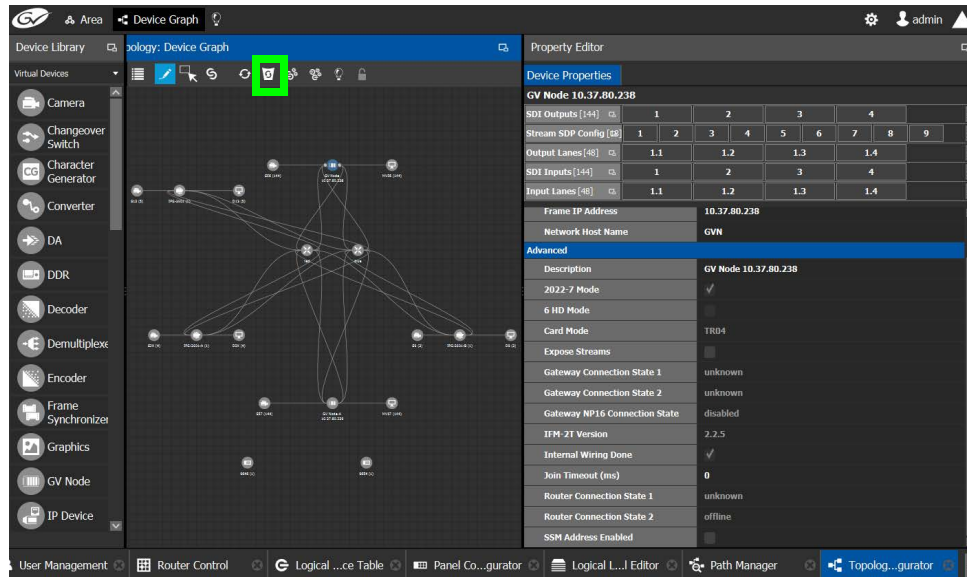 GV Area Device Graph admin
Device Library
pology: Device Graph
Property Editor
Virtual Devices
Camera
Changeover
Switch
CG
Character
Generator
Converter
DA
DDR
Decoder
Demultiplexe
Encoder
Frame
Synchronizer
Graphics
GV Node
IP Device
Device Properties
GV Node 10.37.80.238
SDI Outputs [144] 1 2 3 4
Stream SDP Config 1 2 3 4 5 6 7 8 9
Output Lanes [48] 1.1 1.2 1.3 1.4
SDI Inputs [144] 1 2 3 4
Input Lanes [48] 1.1 1.2 1.3 1.4
Frame IP Address 10.37.80.238
Network Host Name GVN
Advanced
Description GV Node 10.37.80.238
2022-7 Mode
6 HD Mode
Card Mode TR04
Expose Streams
Gateway Connection State 1 unknown
Gateway Connection State 2 unknown
Gateway NP16 Connection State disabled
IFM-2T Version 2.2.5
Internal Wiring Done
Join Timeout (ms) 0
Router Connection State 1 unknown
Router Connection State 2 offline
SSM Address Enabled
User Management Router Control Logical ...ce Table Panel Co...gurator Logical L...l Editor Path Manager Topolog...gurator